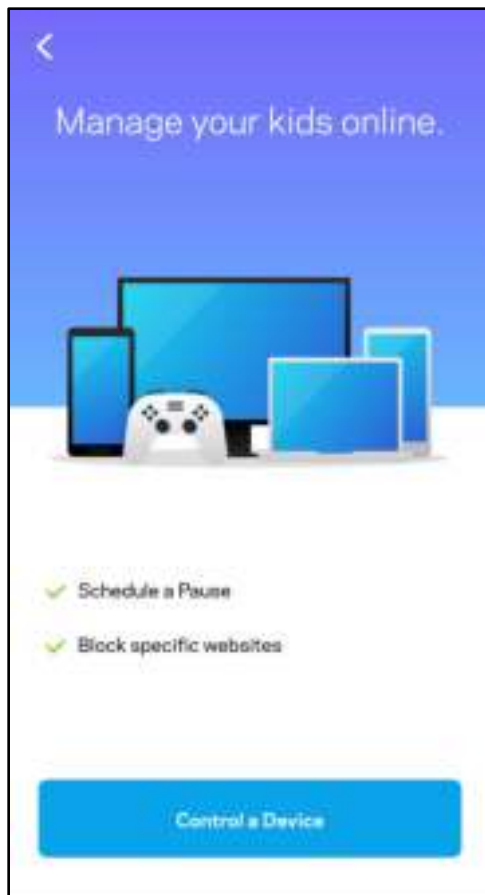 Manage your kids online.
Schedule a Pause
Block specific websites
Control a Device